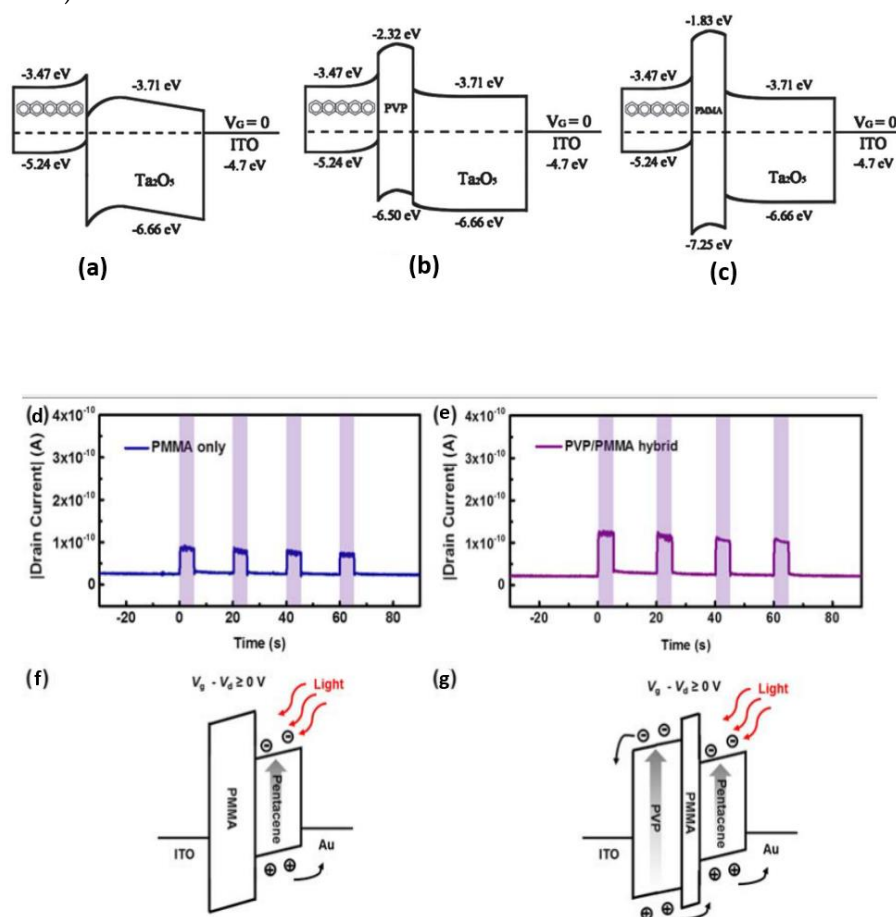 -3.47 eV
-3.71 eV
VG = 0
ITO
-5.24 eV
-4.7 eV
Ta₂O₅
-6.66 eV
(a)
-2.32 eV
-3.47 eV
-3.71 eV
PVP
VG = 0
ITO
-5.24 eV
-4.7 eV
Ta₂O₅
-6.50 eV
-6.66 eV
(b)
-1.83 eV
-3.47 eV
-3.71 eV
PMMA
VG = 0
ITO
-5.24 eV
-4.7 eV
Ta₂O₅
-6.66 eV
-7.25 eV
(c)
(d)
4x10⁻¹⁰
PMMA only
3x10⁻¹⁰
2x10⁻¹⁰
1x10⁻¹⁰
0
|Drain Current| (A)
-20 0 20 40 60 80
Time (s)
(e)
4x10⁻¹⁰
PVP/PMMA hybrid
3x10⁻¹⁰
2x10⁻¹⁰
1x10⁻¹⁰
0
|Drain Current| (A)
-20 0 20 40 60 80
Time (s)
(f)
Vg - Vd ≥ 0 V
Light
PMMA
Pentacene
ITO
Au
(g)
Vg - Vd ≥ 0 V
Light
PVP
PMMA
Pentacene
ITO
Au